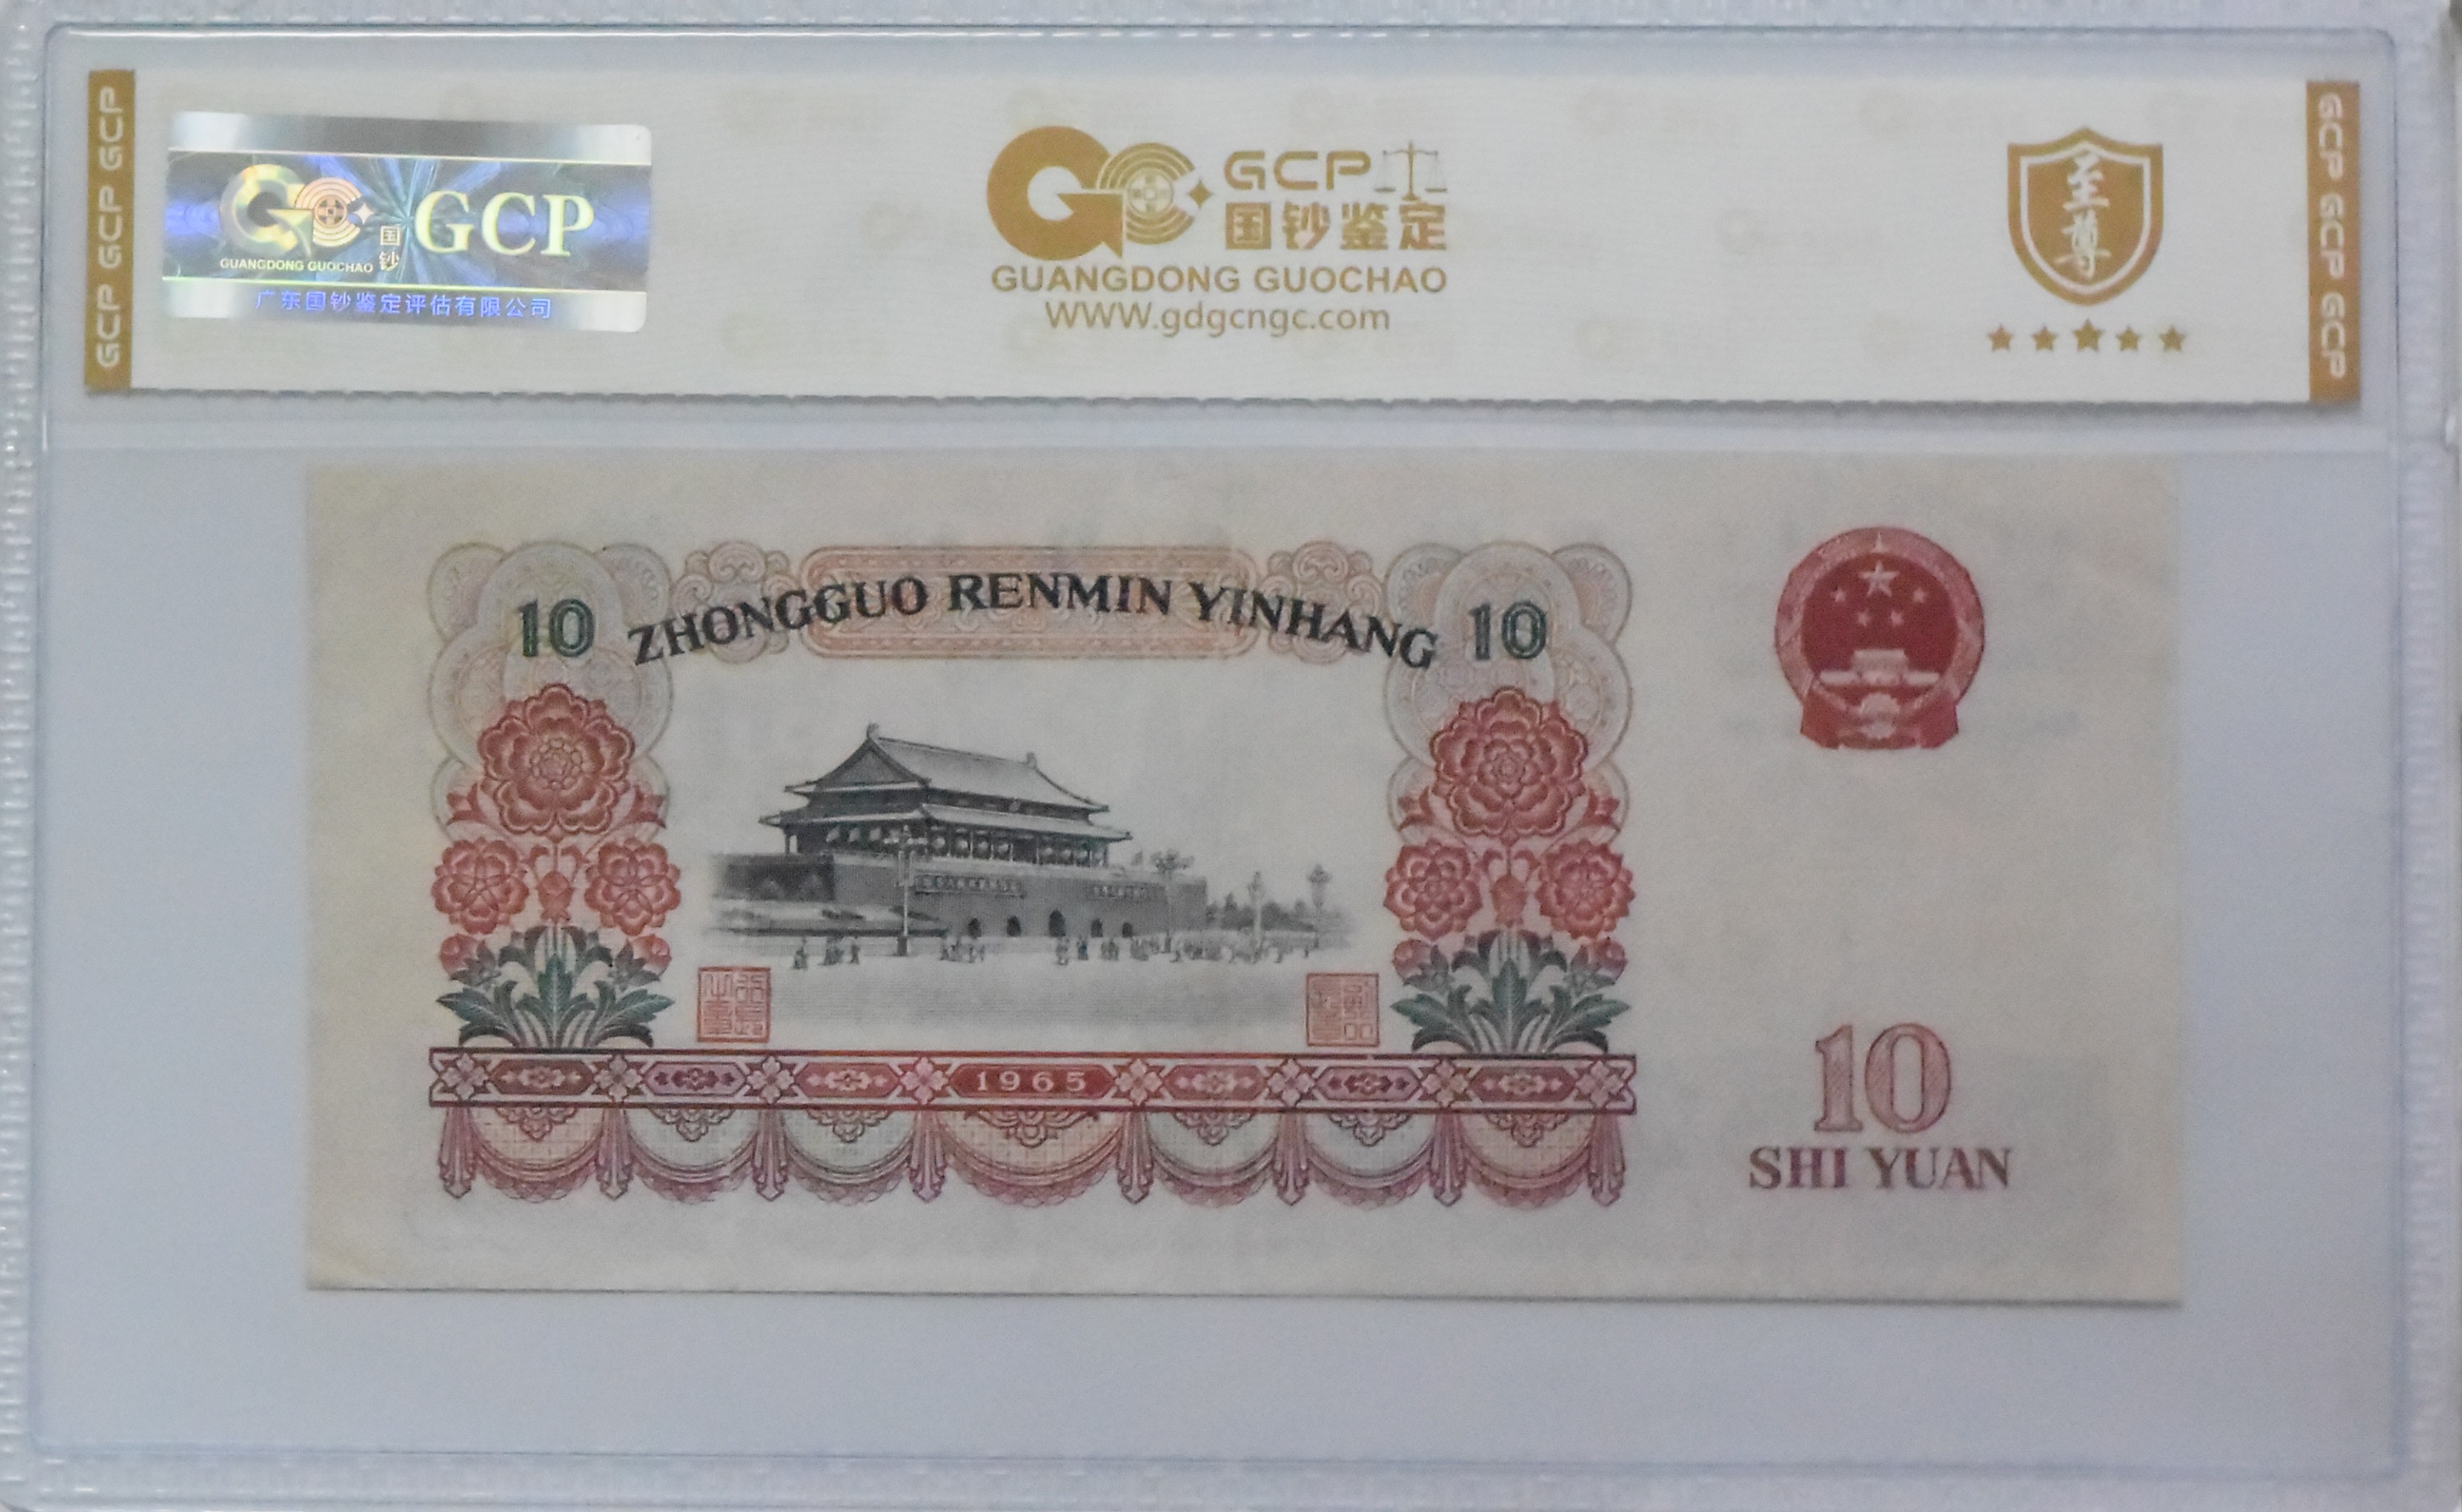 GCP GCP GCP
国钞
GCP
GUANGDONG GUOCHAO
广东国钞鉴定评估有限公司
GCP
国钞鉴定
GUANGDONG GUOCHAO
WWW.gdgcngc.com
至尊
GCP GCP GCP
10 ZHONGGUO RENMIN YINHANG 10
1965
10
SHI YUAN